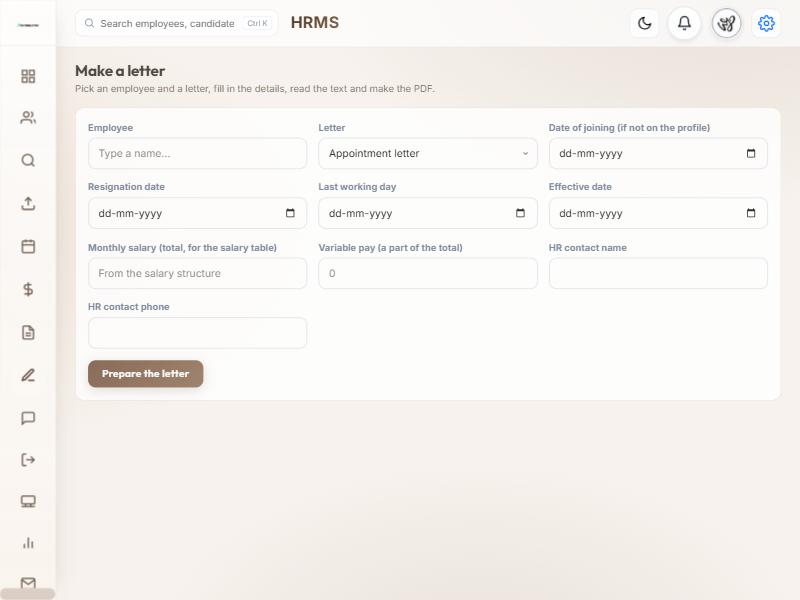 Search employees, candidate
Ctrl K
HRMS
Make a letter
Pick an employee and a letter, fill in the details, read the text and make the PDF.
Employee
Letter
Date of joining (if not on the profile)
Type a name...
Appointment letter
dd-mm-yyyy
Resignation date
Last working day
Effective date
dd-mm-yyyy
dd-mm-yyyy
dd-mm-yyyy
Monthly salary (total, for the salary table)
Variable pay (a part of the total)
HR contact name
From the salary structure
0
HR contact phone
Prepare the letter